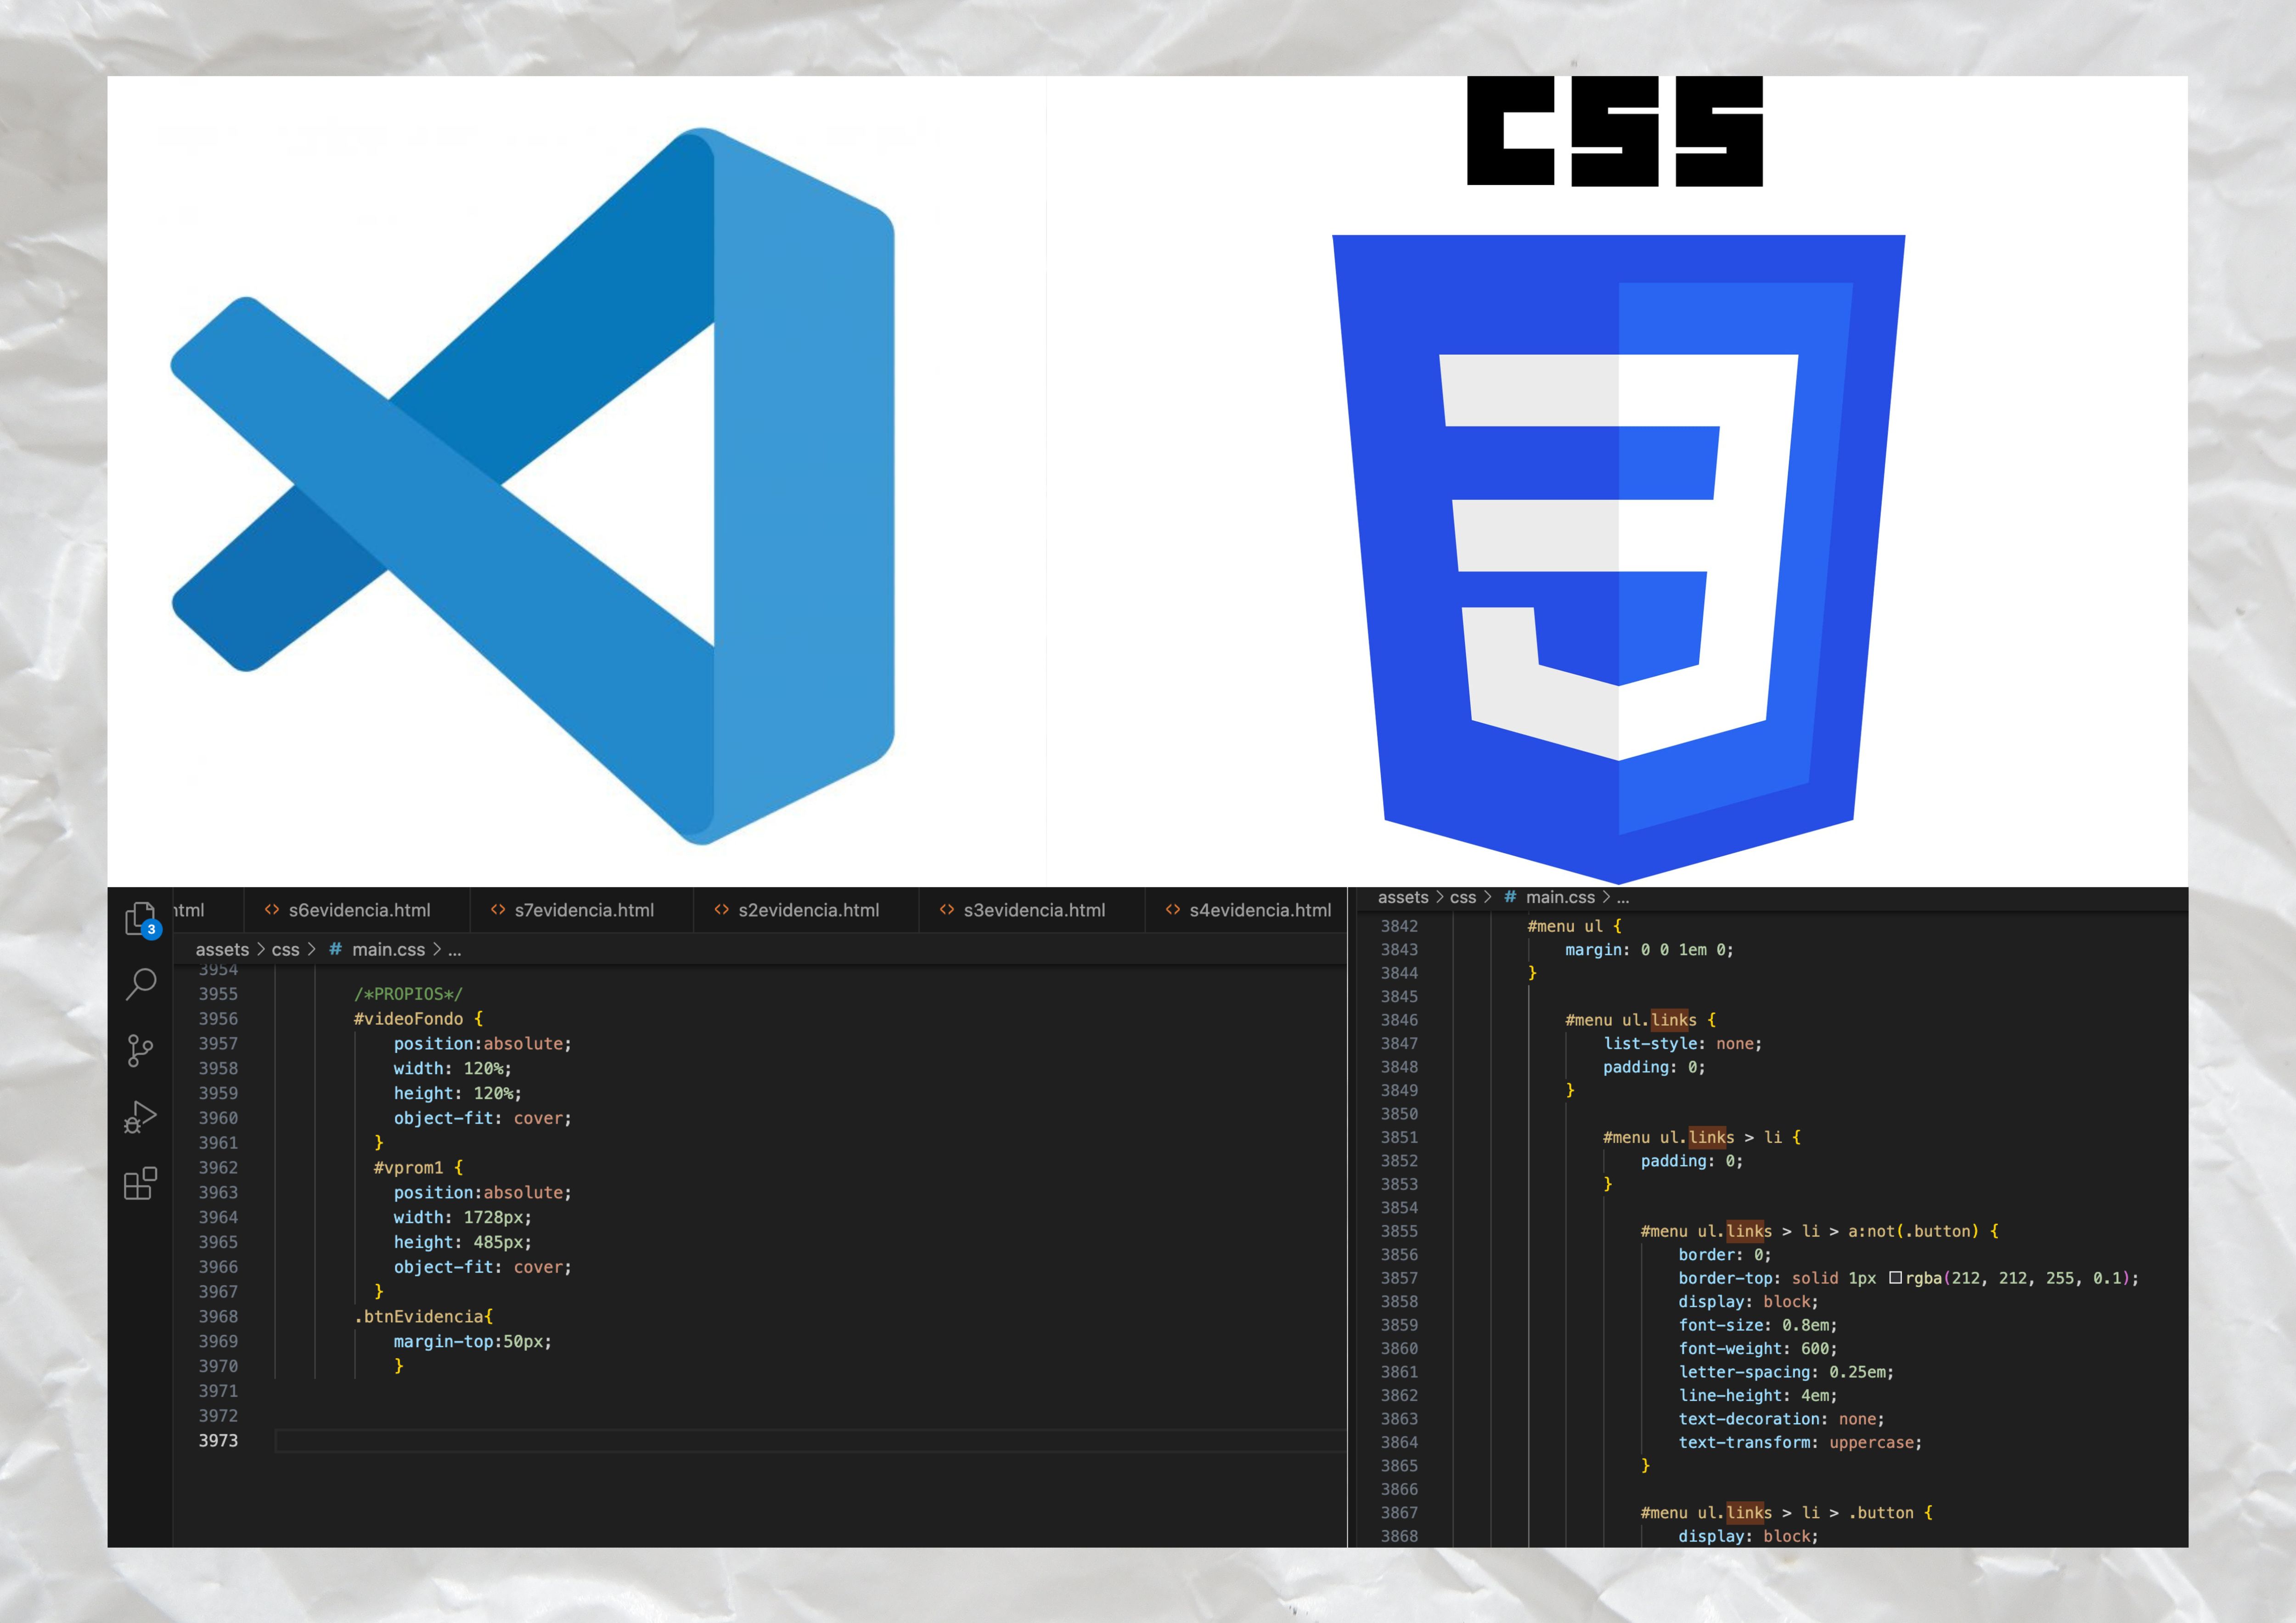 CSS
3
html
s6evidencia.html
s7evidencia.html
s2evidencia.html
s3evidencia.html
s4evidencia.html
assets > css > # main.css > ...
3954
3955 /*PROPIOS*/
3956 #videoFondo {
3957 position:absolute;
3958 width: 120%;
3959 height: 120%;
3960 object-fit: cover;
3961 }
3962 #vprom1 {
3963 position:absolute;
3964 width: 1728px;
3965 height: 485px;
3966 object-fit: cover;
3967 }
3968 .btnEvidencia{
3969 margin-top:50px;
3970 }
3971
3972
3973
assets > css > # main.css > ...
3842 #menu ul {
3843 margin: 0 0 1em 0;
3844 }
3845
3846 #menu ul.links {
3847 list-style: none;
3848 padding: 0;
3849 }
3850
3851 #menu ul.links > li {
3852 padding: 0;
3853 }
3854
3855 #menu ul.links > li > a:not(.button) {
3856 border: 0;
3857 border-top: solid 1px rgba(212, 212, 255, 0.1);
3858 display: block;
3859 font-size: 0.8em;
3860 font-weight: 600;
3861 letter-spacing: 0.25em;
3862 line-height: 4em;
3863 text-decoration: none;
3864 text-transform: uppercase;
3865 }
3866
3867 #menu ul.links > li > .button {
3868 display: block;